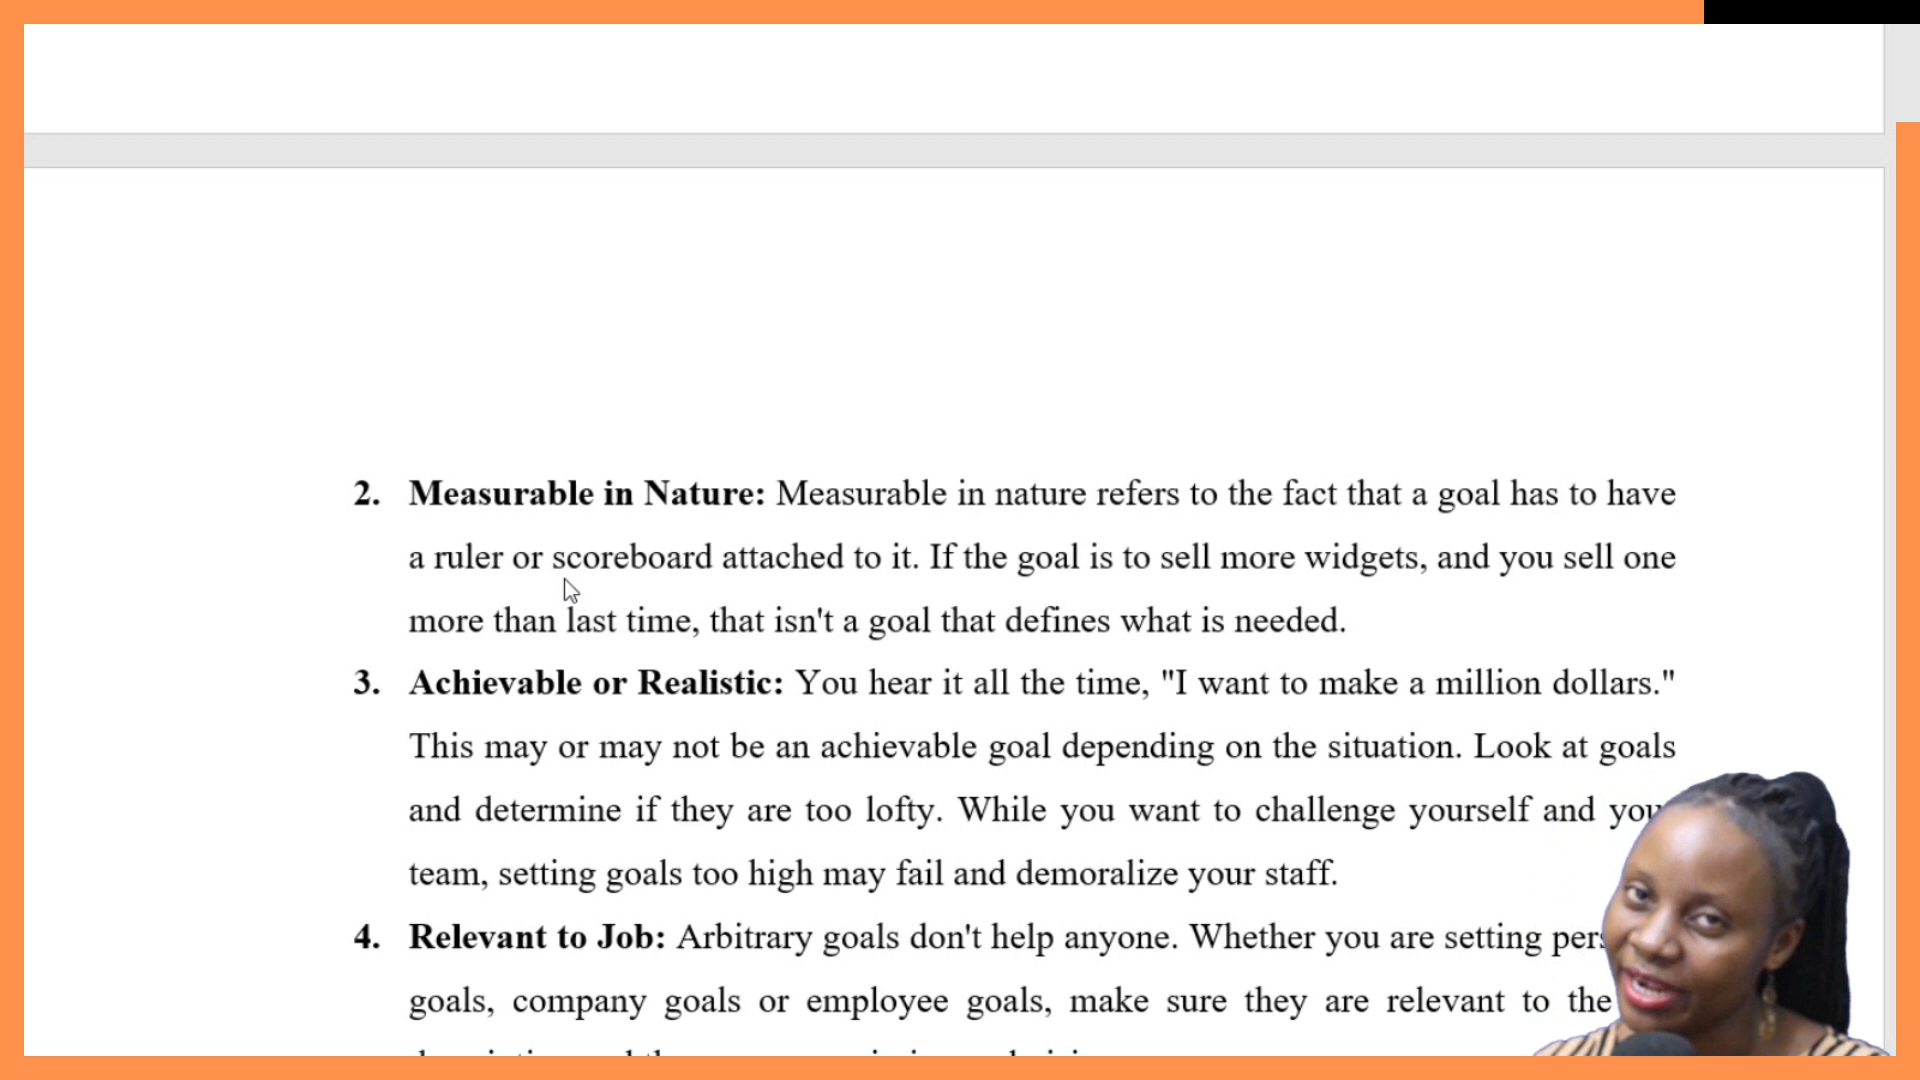 2. Measurable in Nature: Measurable in nature refers to the fact that a goal has to have
a ruler or scoreboard attached to it. If the goal is to sell more widgets, and you sell one
more than last time, that isn't a goal that defines what is needed.
3. Achievable or Realistic: You hear it all the time, "I want to make a million dollars."
This may or may not be an achievable goal depending on the situation. Look at goals
and determine if they are too lofty. While you want to challenge yourself and
team, setting goals too high may fail and demoralize your staff.
4. Relevant to Job: Arbitrary goals don't help anyone. Whether you are setting
goals, company goals or employee goals, make sure they are relevant to the